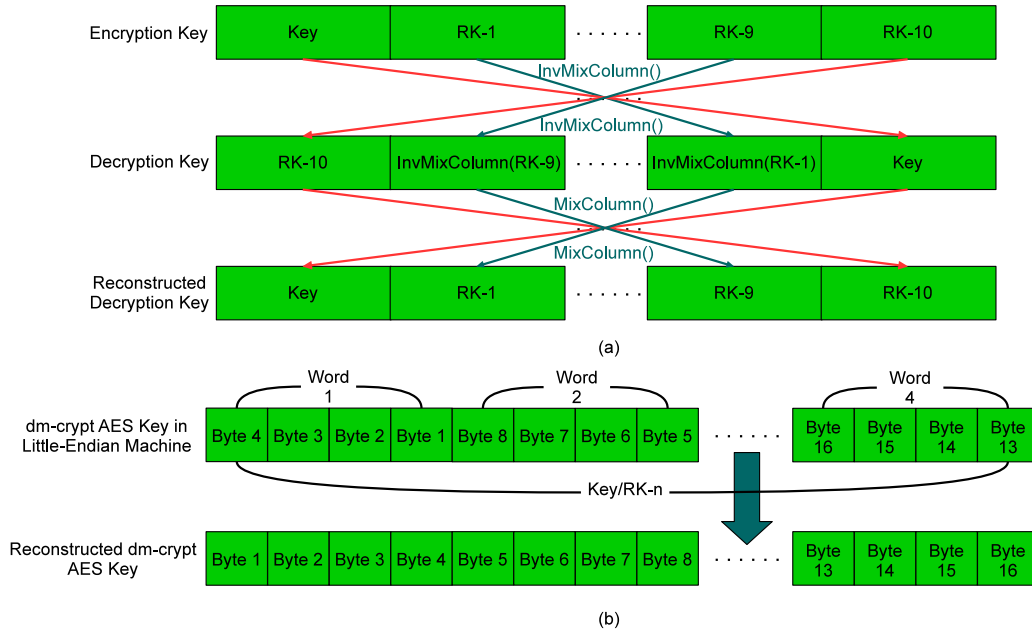 Encryption Key
Key RK-1 . . . . . . RK-9 RK-10
InvMixColumn()
. . . . . .
InvMixColumn()
Decryption Key
RK-10 InvMixColumn(RK-9) . . . . . . InvMixColumn(RK-1) Key
MixColumn()
. . . . . .
MixColumn()
Reconstructed
Decryption Key
Key RK-1 . . . . . . RK-9 RK-10
(a)
Word
1
Word
2
Word
4
dm-crypt AES Key in
Little-Endian Machine
Byte 4 Byte 3 Byte 2 Byte 1 Byte 8 Byte 7 Byte 6 Byte 5 . . . . . .
Byte
16
Byte
15
Byte
14
Byte
13
Key/RK-n
Reconstructed dm-crypt
AES Key
Byte 1 Byte 2 Byte 3 Byte 4 Byte 5 Byte 6 Byte 7 Byte 8 . . . . . .
Byte
13
Byte
14
Byte
15
Byte
16
(b)